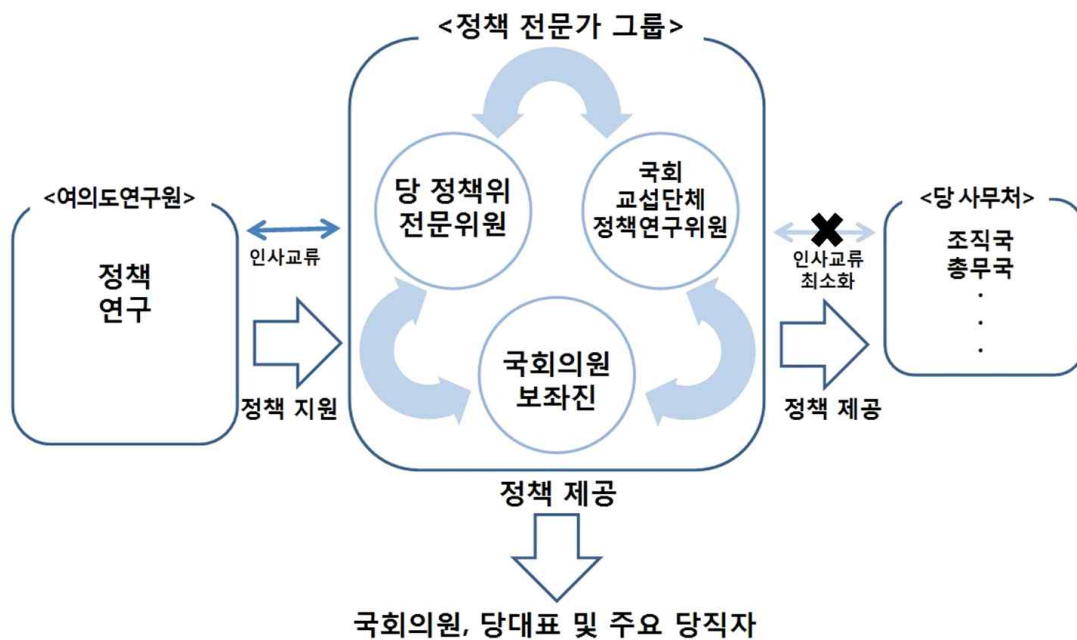 <정책 전문가 그룹>
당 정책위
전문위원
국회
교섭단체
정책연구위원
국회의원
보좌진
<여의도연구원>
정책
연구
인사교류
정책 지원
<당 사무처>
조직국
총무국
.
.
.
인사교류
최소화
정책 제공
정책 제공
국회의원, 당대표 및 주요 당직자